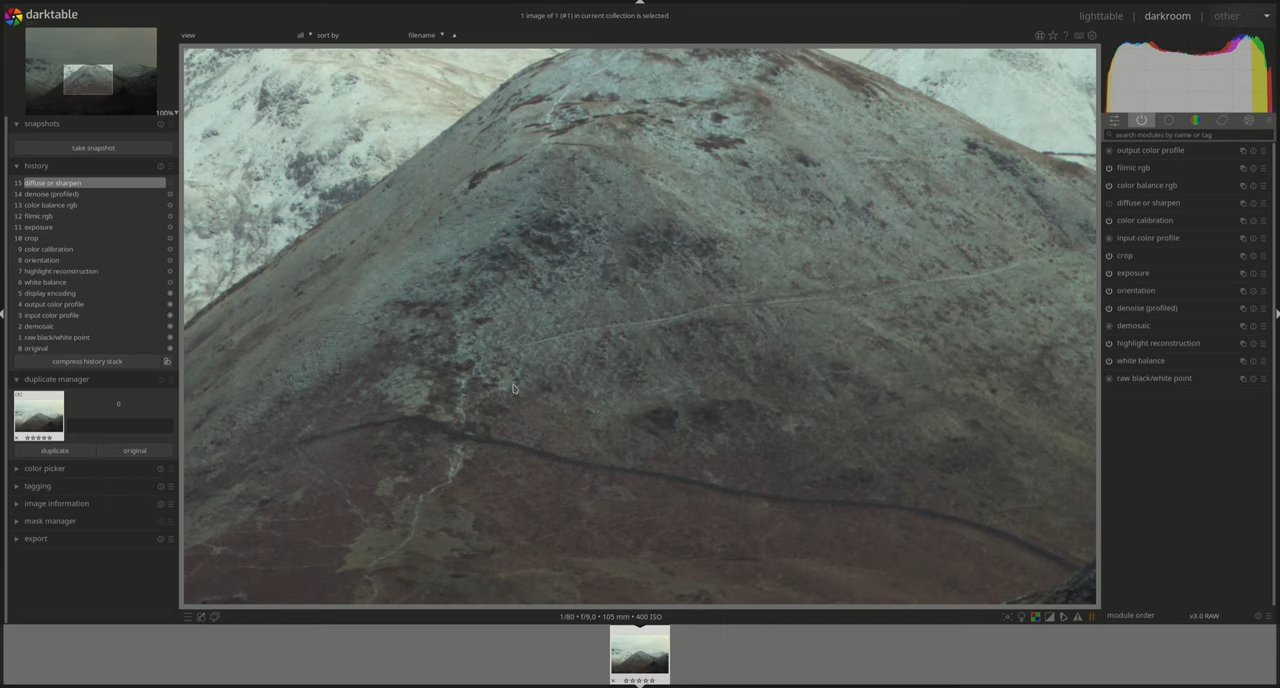 darktable
1 image of 1 (#1) in current collection is selected
lighttable
darkroom
other
view
all
sort by
filename
100%
snapshots
take snapshot
history
15 diffuse or sharpen
14 denoise (profiled)
13 color balance rgb
12 filmic rgb
11 exposure
10 crop
9 color calibration
8 orientation
7 highlight reconstruction
6 white balance
5 display encoding
4 output color profile
3 input color profile
2 demosaic
1 raw black/white point
0 original
compress history stack
duplicate manager
CR2
0
duplicate
original
color picker
tagging
image information
mask manager
export
search modules by name or tag
output color profile
filmic rgb
color balance rgb
diffuse or sharpen
color calibration
input color profile
crop
exposure
orientation
denoise (profiled)
demosaic
highlight reconstruction
white balance
raw black/white point
1/80 • f/9,0 • 105 mm • 400 ISO
module order
v3.0 RAW